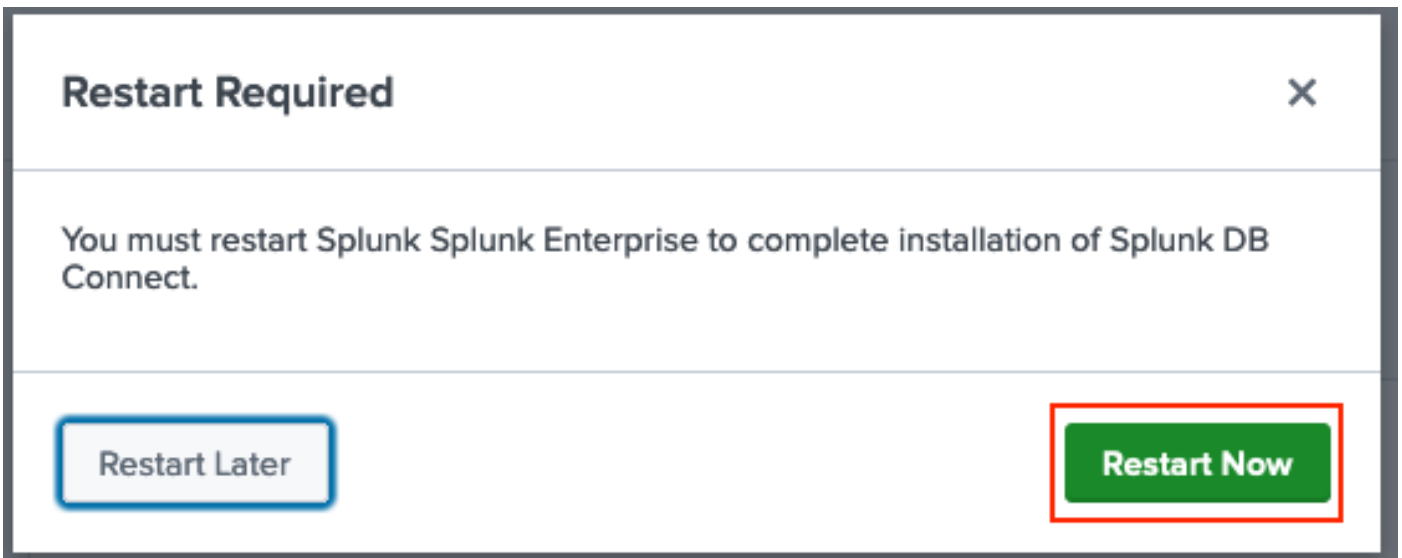 Restart Required
You must restart Splunk Splunk Enterprise to complete installation of Splunk DB
Connect.
Restart Later
Restart Now